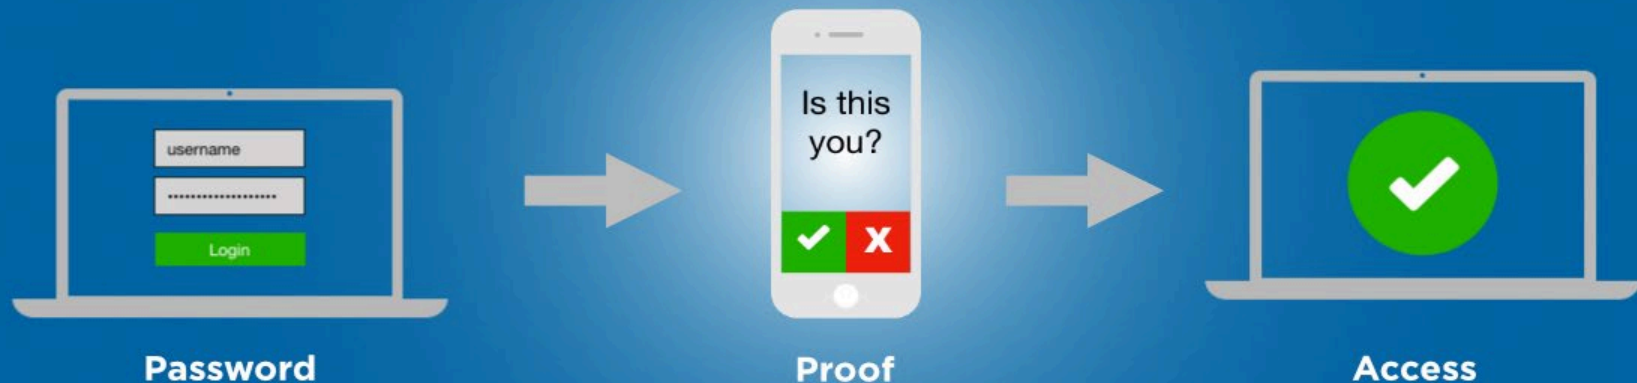 username
Login
Password
Is this
you?
X
Proof
Access